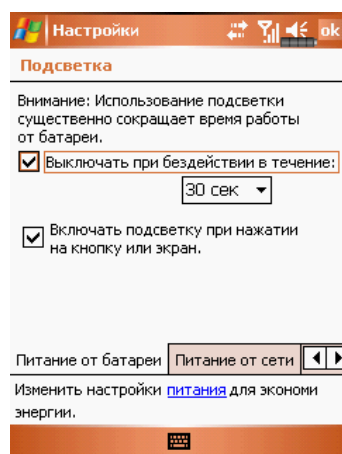 Настройки
ok
Подсветка
Внимание: Использование подсветки
существенно сокращает время работы
от батареи.
Выключать при бездействии в течение:
30 сек
Включать подсветку при нажатии
на кнопку или экран.
Питание от батареи Питание от сети
Изменить настройки питания для экономи
энергии.